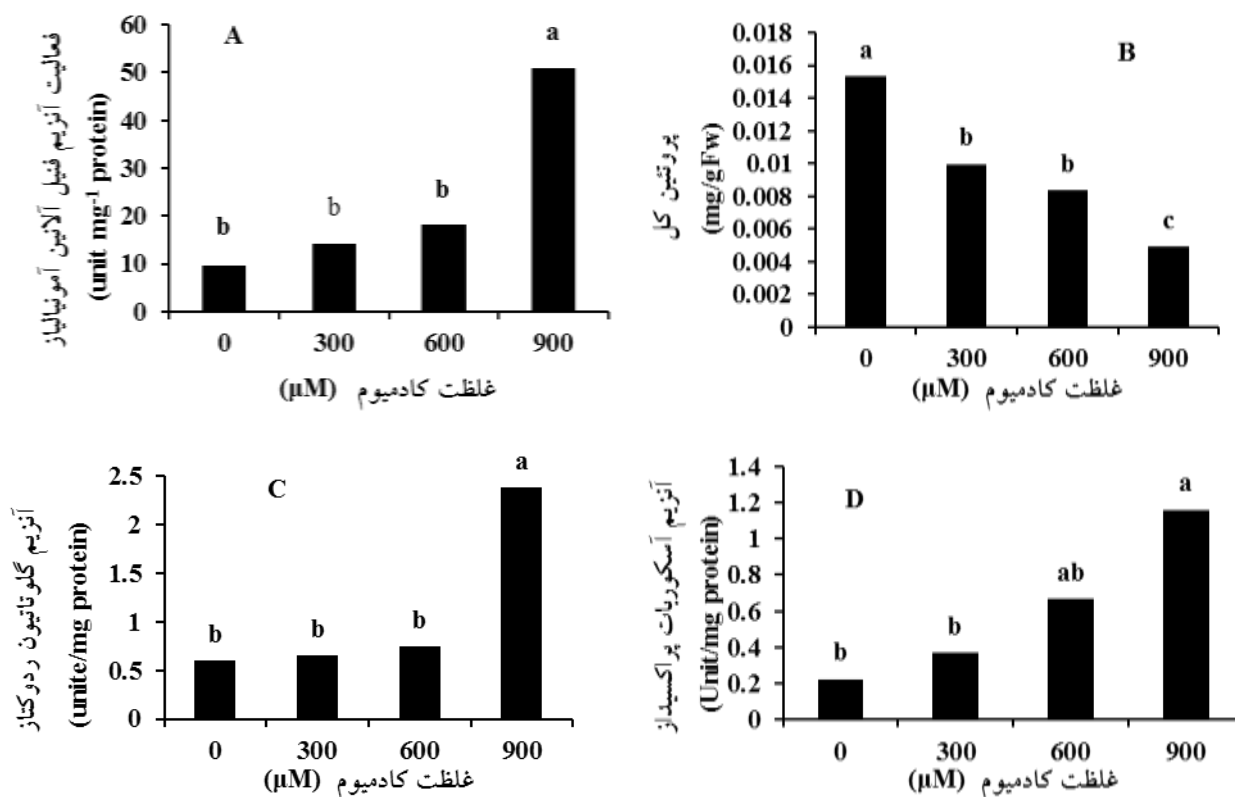 A
فعالیت آنزیم فنیل آلانین آمونیالیاز
(unit mg⁻¹ protein)
60
50
40
30
20
10
0
b
b
b
a
0 300 600 900
غلظت کادمیوم (µM)
B
پروتئین کل
(mg/gFw)
0.018
0.016
0.014
0.012
0.01
0.008
0.006
0.004
0.002
0
a
b
b
c
0 300 600 900
غلظت کادمیوم (µM)
C
آنزیم گلوتاتیون ردوکتاز
(unite/mg protein)
2.5
2
1.5
1
0.5
0
b
b
b
a
0 300 600 900
غلظت کادمیوم (µM)
D
آنزیم آسکوربات پراکسیداز
(Unit/mg protein)
1.4
1.2
1
0.8
0.6
0.4
0.2
0
b
b
ab
a
0 300 600 900
غلظت کادمیوم (µM)